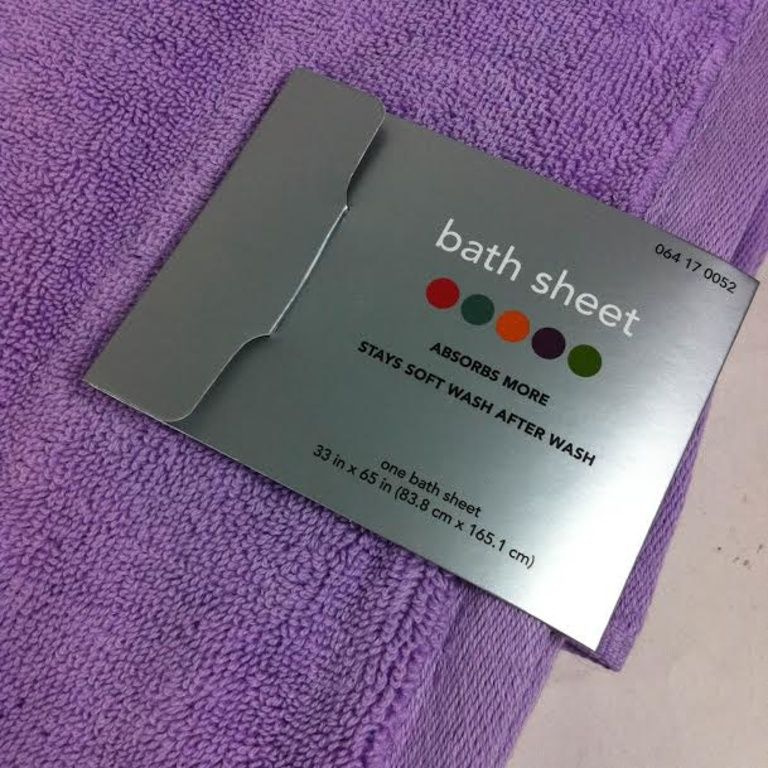 064 17 0052
bath sheet
ABSORBS MORE
STAYS SOFT WASH AFTER WASH
one bath sheet
33 in x 65 in (83.8 cm x 165.1 cm)